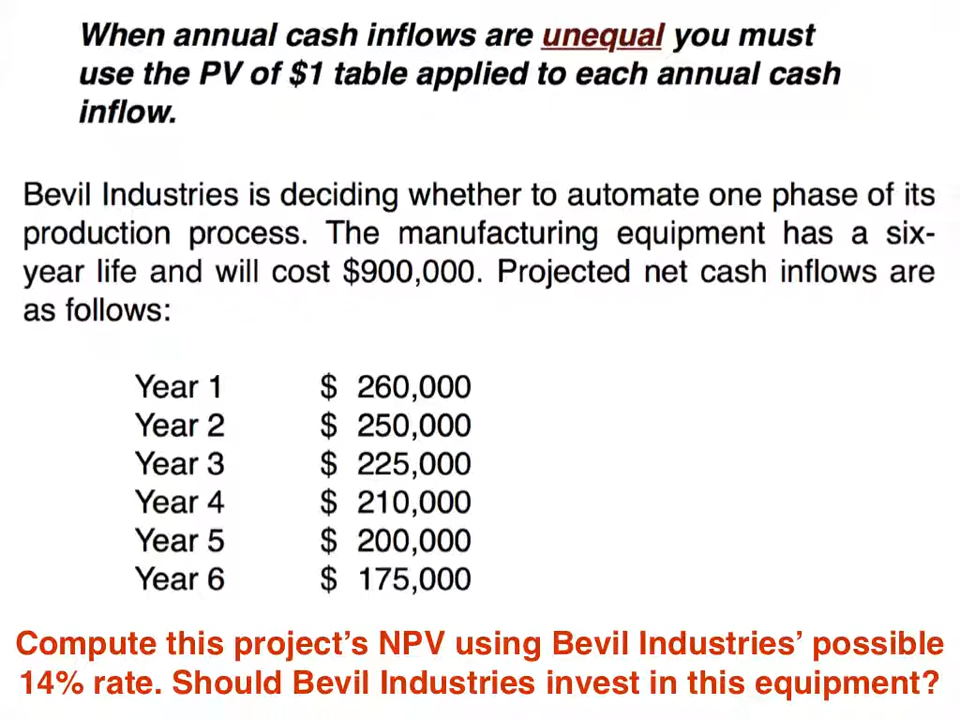 When annual cash inflows are unequal you must
use the PV of $1 table applied to each annual cash
inflow.
Bevil Industries is deciding whether to automate one phase of its
production process. The manufacturing equipment has a six-
year life and will cost $900,000. Projected net cash inflows are
as follows:
Year 1 $ 260,000
Year 2 $ 250,000
Year 3 $ 225,000
Year 4 $ 210,000
Year 5 $ 200,000
Year 6 $ 175,000
Compute this project’s NPV using Bevil Industries’ possible
14% rate. Should Bevil Industries invest in this equipment?